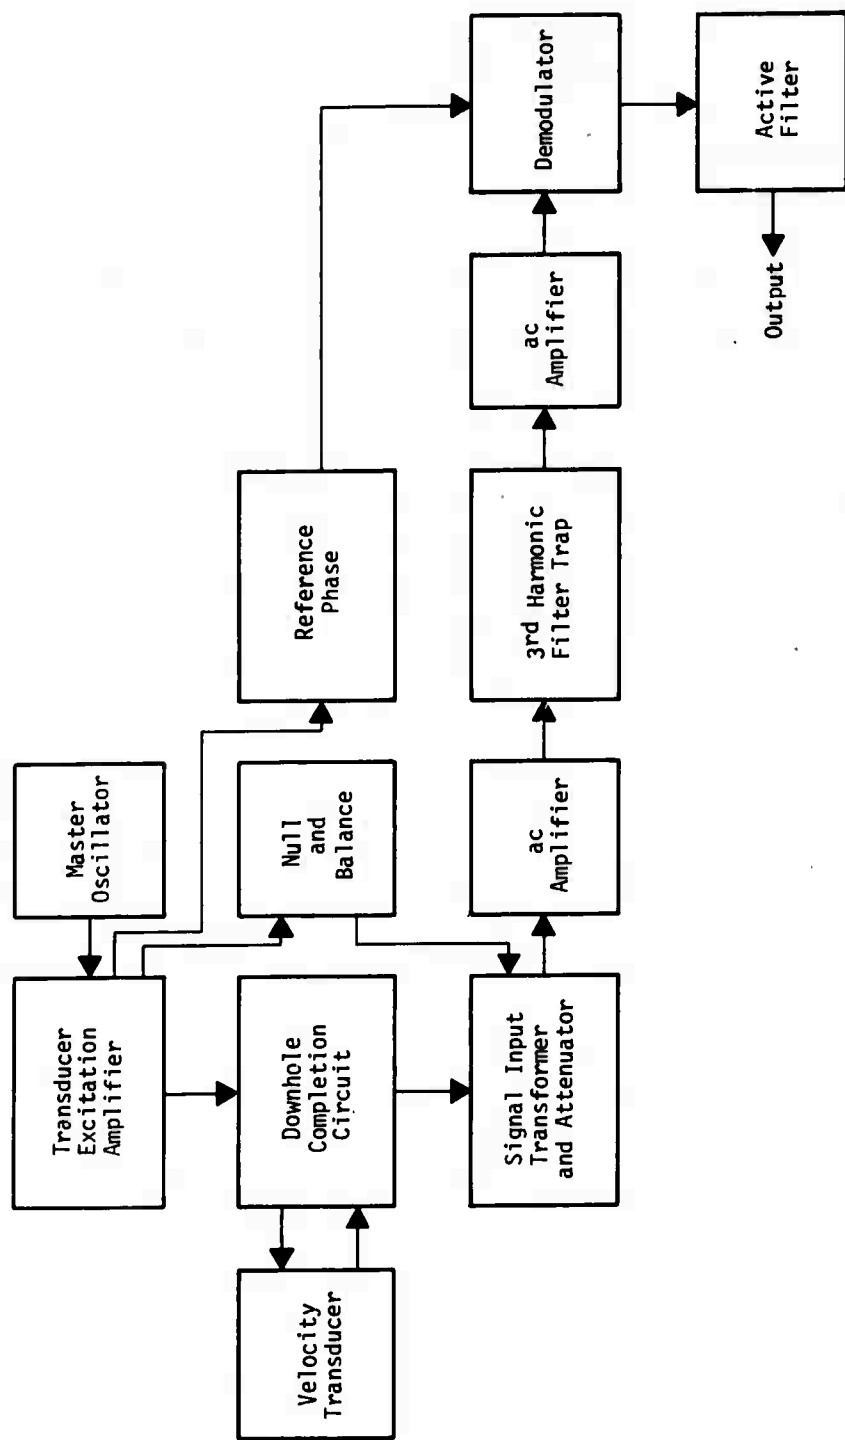 Master
Oscillator
Transducer
Excitation
Amplifier
Reference
Phase
Null
and
Balance
Downhole
Completion
Circuit
Velocity
Transducer
Signal Input
Transformer
and Attenuator
ac
Amplifier
3rd Harmonic
Filter Trap
ac
Amplifier
Demodulator
Active
Filter
Output